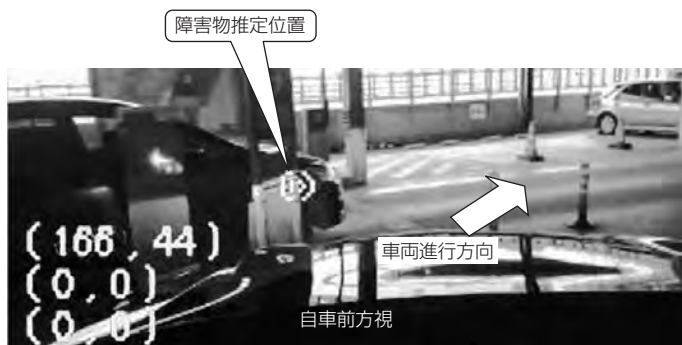 障害物推定位置
( 166 , 44 )
( 0 , 0 )
( 0 , 0 )
車両進行方向
自車前方視